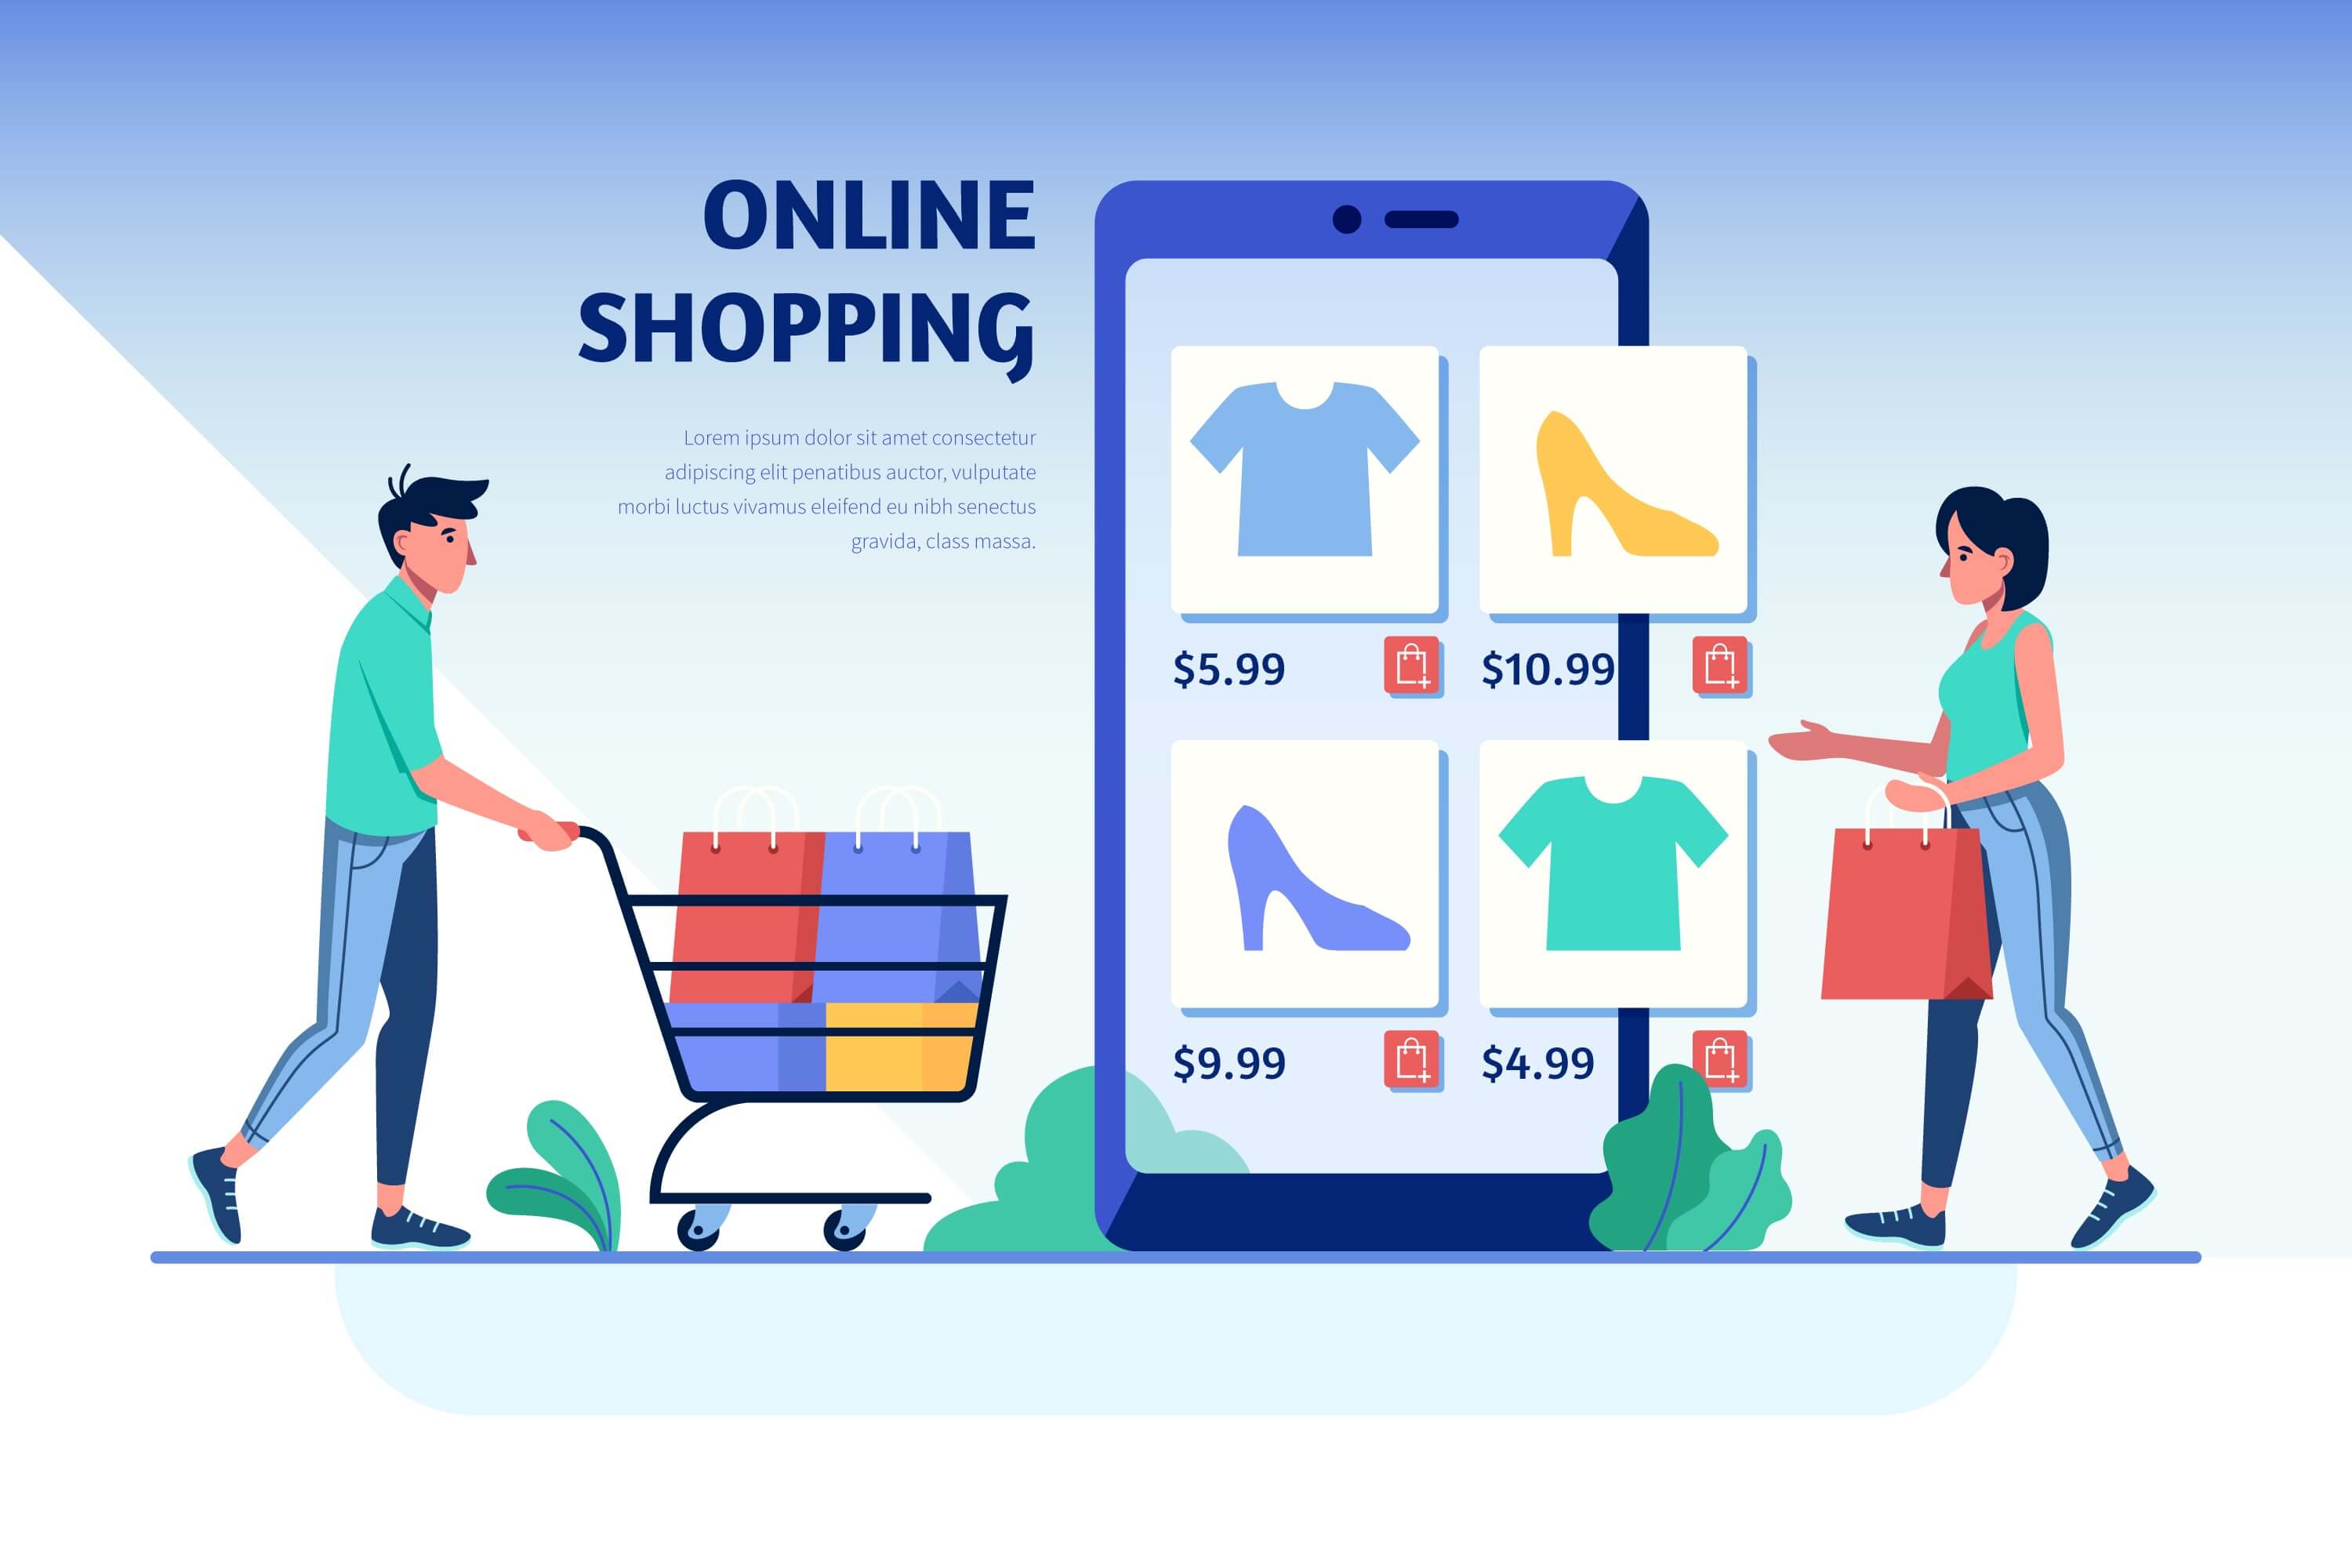 ONLINE
SHOPPING
Lorem ipsum dolor sit amet consectetur
adipiscing elit penatibus auctor, vulputate
morbi luctus vivamus eleifend eu nibh senectus
gravida, class massa.
$5.99
$10.99
$9.99
$4.99